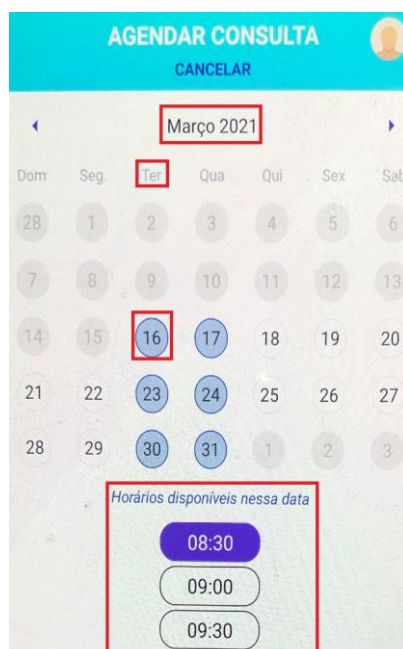 AGENDAR CONSULTA
CANCELAR
Março 2021
Dom Seg Ter Qua Qui Sex Sab
28 1 2 3 4 5 6
7 8 9 10 11 12 13
14 15 16 17 18 19 20
21 22 23 24 25 26 27
28 29 30 31 1 2 3
Horários disponíveis nessa data
08:30
09:00
09:30